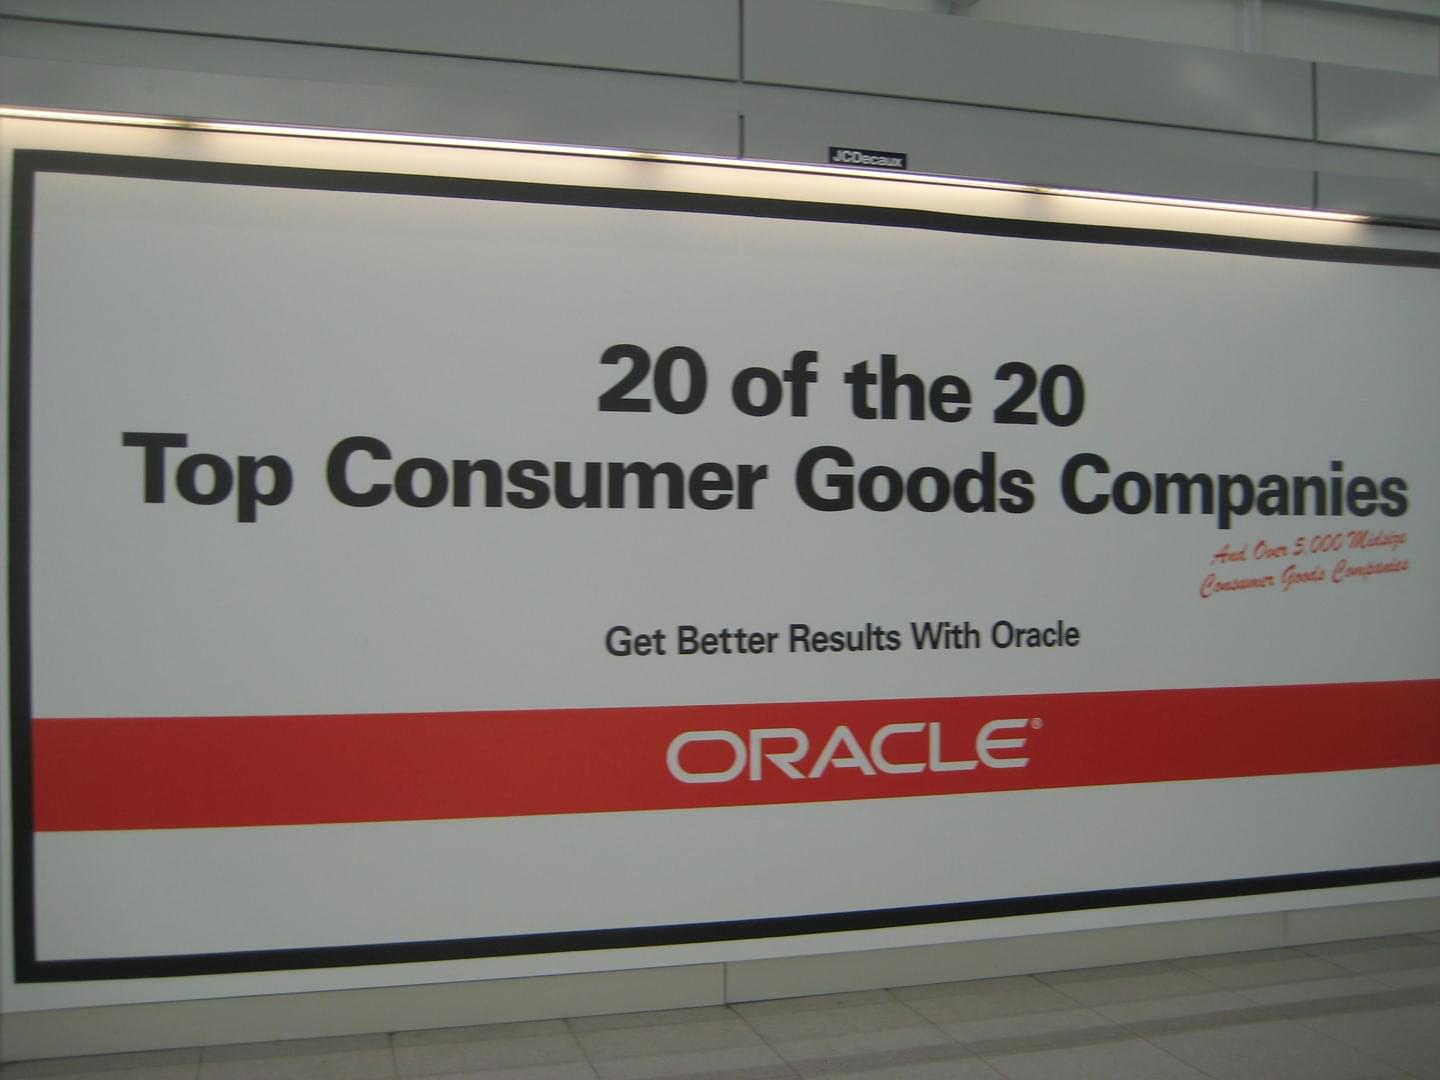 JCDecaux
20 of the 20
Top Consumer Goods Companies
And Over 5,000 Midsize
Consumer Goods Companies
Get Better Results With Oracle
ORACLE®